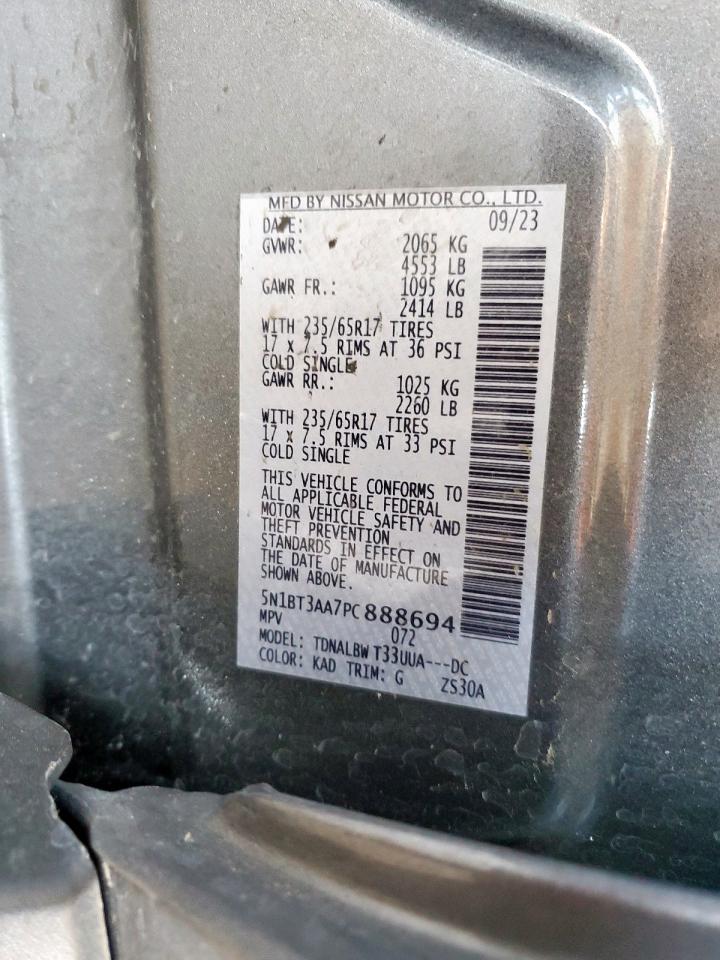 MFD BY NISSAN MOTOR CO., LTD.
DATE: 09/23
GVWR: 2065 KG
4553 LB
GAWR FR.: 1095 KG
2414 LB
WITH 235/65R17 TIRES
17 x 7.5 RIMS AT 36 PSI
COLD SINGLE
GAWR RR.: 1025 KG
2260 LB
WITH 235/65R17 TIRES
17 x 7.5 RIMS AT 33 PSI
COLD SINGLE
THIS VEHICLE CONFORMS TO
ALL APPLICABLE FEDERAL
MOTOR VEHICLE SAFETY AND
THEFT PREVENTION
STANDARDS IN EFFECT ON
THE DATE OF MANUFACTURE
SHOWN ABOVE.
5N1BT3AA7PC888694
MPV 072
MODEL: TDNALBW T33UUA---DC
COLOR: KAD TRIM: G ZS30A